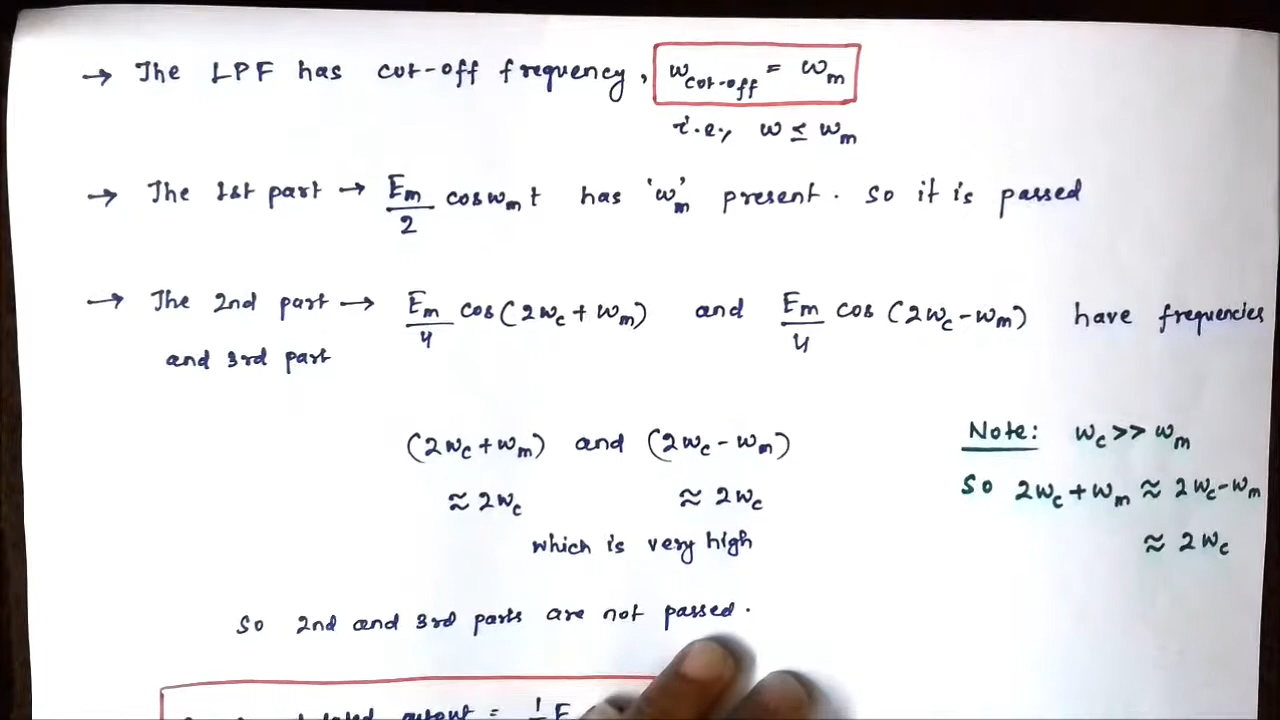 → The LPF has cut-off frequency, ω_cut-off = ω_m
i.e., ω ≤ ω_m
→ The 1st part → E_m/2 cos ω_m t has 'ω_m' present. So it is passed
→ The 2nd part → E_m/4 cos(2ω_c + ω_m) and E_m/4 cos(2ω_c - ω_m) have frequencies
and 3rd part
(2ω_c + ω_m) and (2ω_c - ω_m)
≈ 2ω_c ≈ 2ω_c
which is very high
Note: ω_c >> ω_m
So 2ω_c + ω_m ≈ 2ω_c - ω_m
≈ 2ω_c
So 2nd and 3rd parts are not passed.
output = 1 E